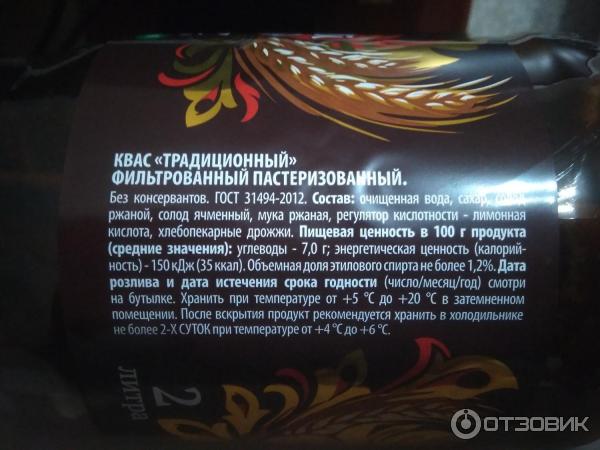 КВАС «ТРАДИЦИОННЫЙ»
ФИЛЬТРОВАННЫЙ ПАСТЕРИЗОВАННЫЙ.
Без консервантов. ГОСТ 31494-2012. Состав: очищенная вода, сахар, солод
ржаной, солод ячменный, мука ржаная, регулятор кислотности - лимонная
кислота, хлебопекарные дрожжи. Пищевая ценность в 100 г продукта
(средние значения): углеводы - 7,0 г; энергетическая ценность (калорий-
ность) - 150 кДж (35 ккал). Объемная доля этилового спирта не более 1,2%. Дата
розлива и дата истечения срока годности (число/месяц/год) смотри
на бутылке. Хранить при температуре от +5 °С до +20 °С в затемненном
помещении. После вскрытия продукт рекомендуется хранить в холодильнике
не более 2-Х СУТОК при температуре от +4 °С до +6 °С.
2
литра
ОТЗОВИК